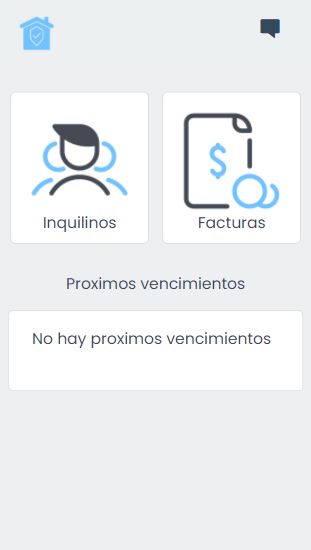 Inquilinos
Facturas
Proximos vencimientos
No hay proximos vencimientos